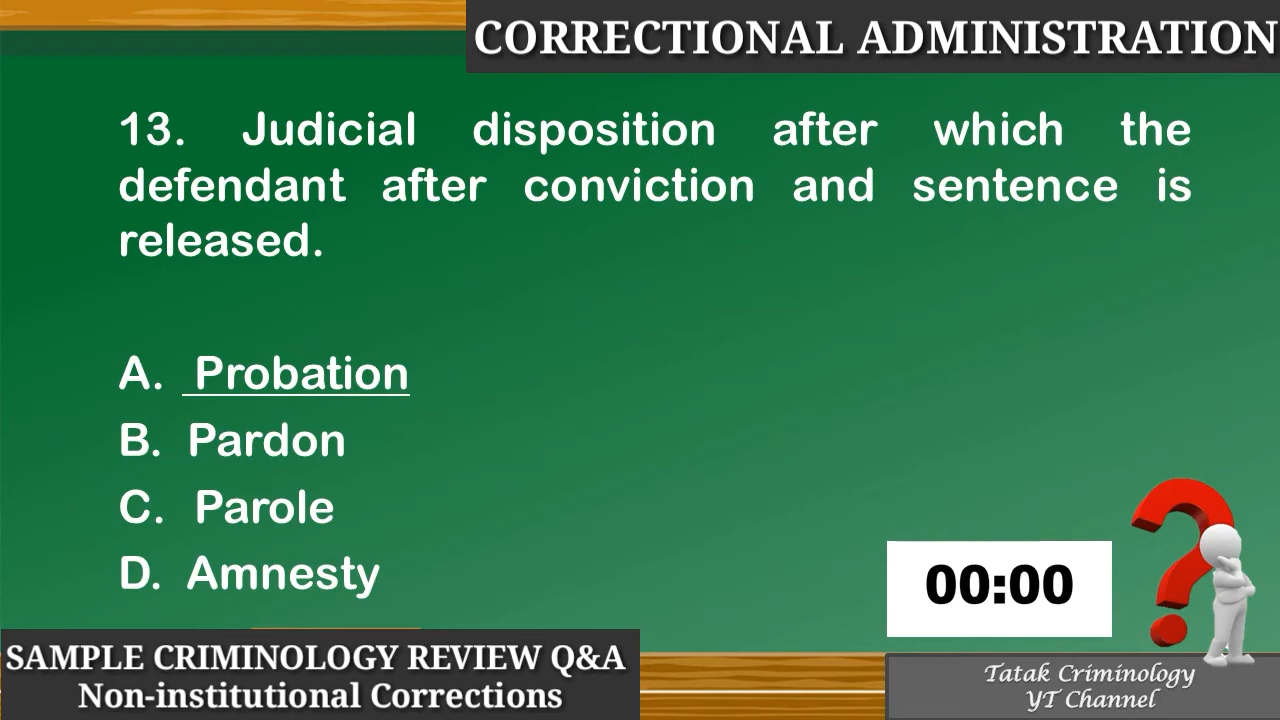 CORRECTIONAL ADMINISTRATION
13. Judicial disposition after which the
defendant after conviction and sentence is
released.
A. Probation
B. Pardon
C. Parole
D. Amnesty
00:00
SAMPLE CRIMINOLOGY REVIEW Q&A
Non-institutional Corrections
Tatak Criminology
YT Channel